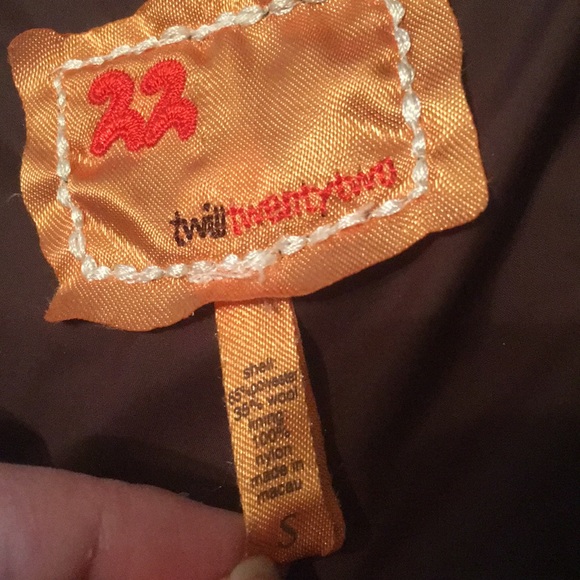 22
twilltwentytwo
shell:
65%polyester
35% wool
lining
100%
nylon
made in
macau
S